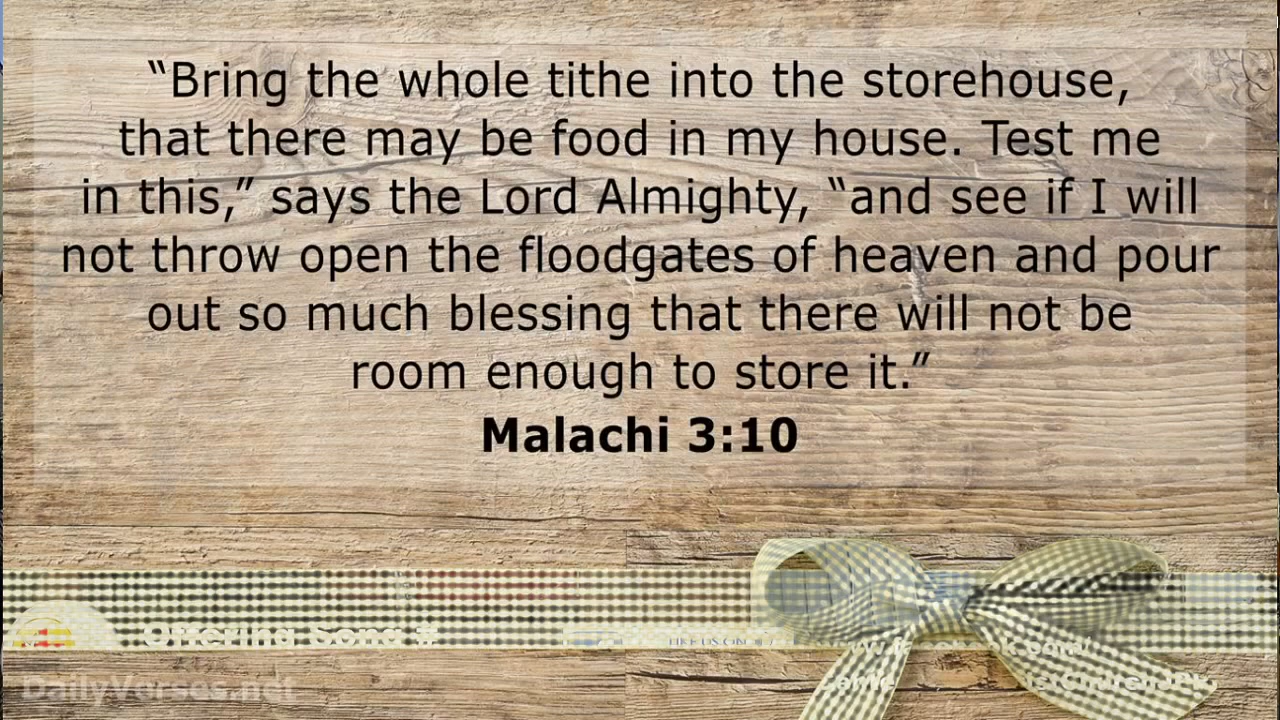 “Bring the whole tithe into the storehouse,
that there may be food in my house. Test me
in this,” says the Lord Almighty, “and see if I will
not throw open the floodgates of heaven and pour
out so much blessing that there will not be
room enough to store it.”
Malachi 3:10
Offering Song #
LIKE US ON
DailyVerses.net